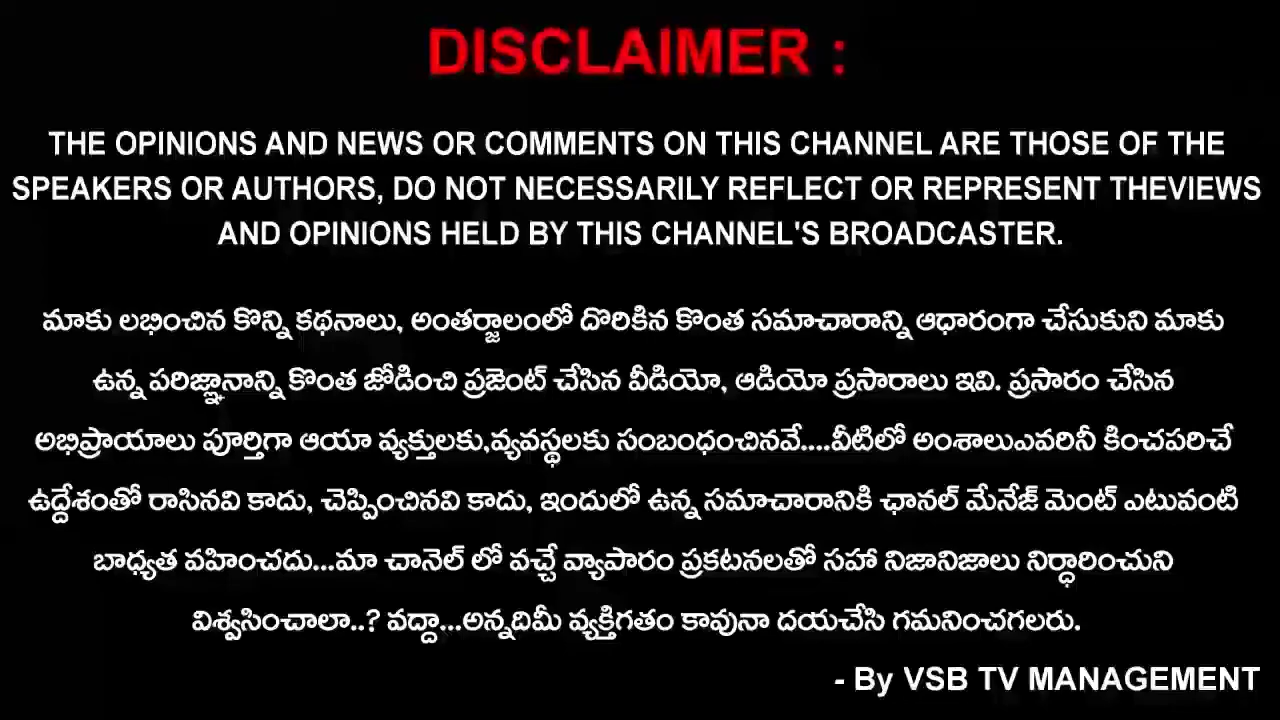 DISCLAIMER :
THE OPINIONS AND NEWS OR COMMENTS ON THIS CHANNEL ARE THOSE OF THE
SPEAKERS OR AUTHORS, DO NOT NECESSARILY REFLECT OR REPRESENT THEVIEWS
AND OPINIONS HELD BY THIS CHANNEL'S BROADCASTER.
మాకు లభించిన కొన్ని కథనాలు, అంతర్జాలంలో దొరికిన కొంత సమాచారాన్ని ఆధారంగా చేసుకుని మాకు
ఉన్న పరిజ్ఞానాన్ని కొంత జోడించి ప్రజెంట్ చేసిన వీడియో, ఆడియో ప్రసారాలు ఇవి. ప్రసారం చేసిన
అభిప్రాయాలు పూర్తిగా ఆయా వ్యక్తులకు,వ్యవస్థలకు సంబంధించినవే....వీటిలో అంశాలుఎవరినీ కించపరిచే
ఉద్దేశంతో రాసినవి కాదు, చెప్పించినవి కాదు, ఇందులో ఉన్న సమాచారానికి ఛానల్ మేనేజ్ మెంట్ ఎటువంటి
బాధ్యత వహించదు...మా చానెల్ లో వచ్చే వ్యాపారం ప్రకటనలతో సహా నిజానిజాలు నిర్ధారించుని
విశ్వసించాలా..? వద్దా...అన్నదిమీ వ్యక్తిగతం కావునా దయచేసి గమనించగలరు.
- By VSB TV MANAGEMENT